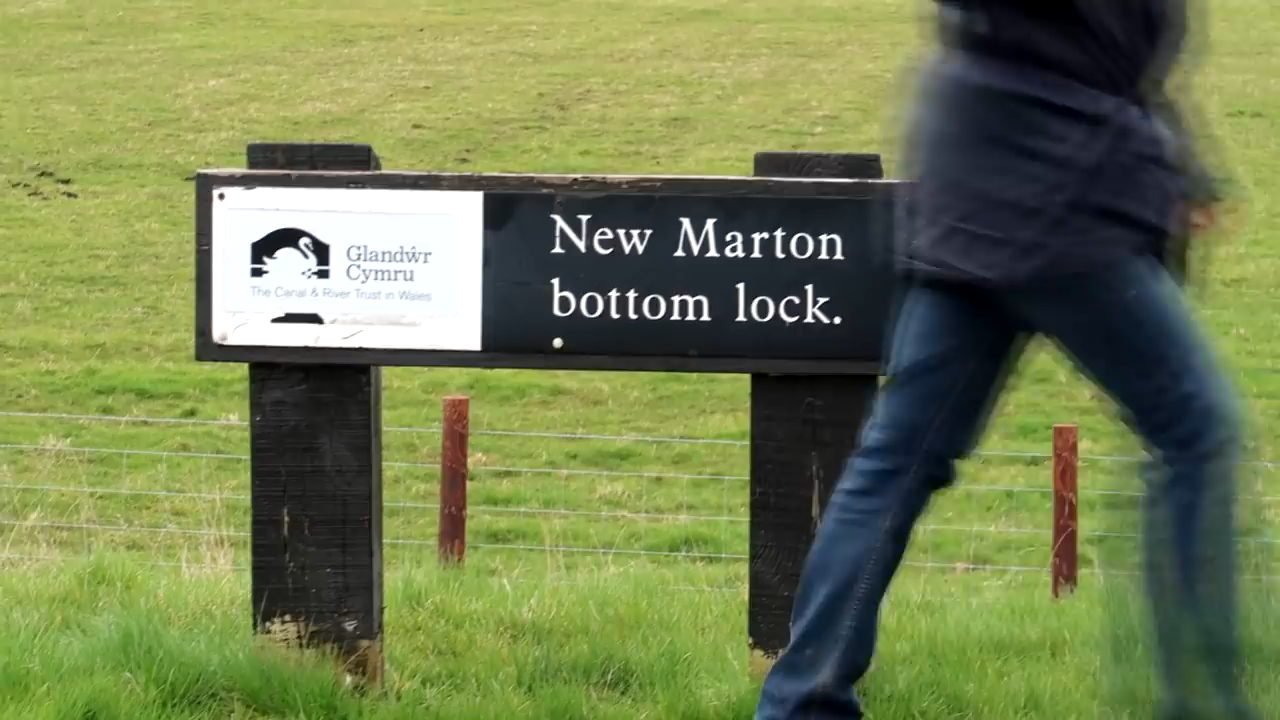 Glandŵr
Cymru
The Canal & River Trust in Wales
New Marton
bottom lock.